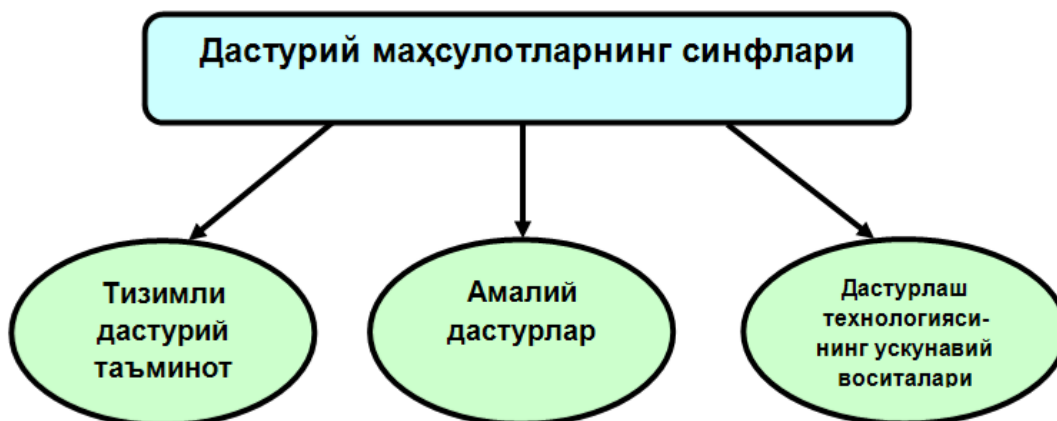 Дастурий маҳсулотларнинг синфлари
Тизимли
дастурий
таъминот
Амалий
дастурлар
Дастурлаш
технологияси-
нинг ускунавий
воситалари